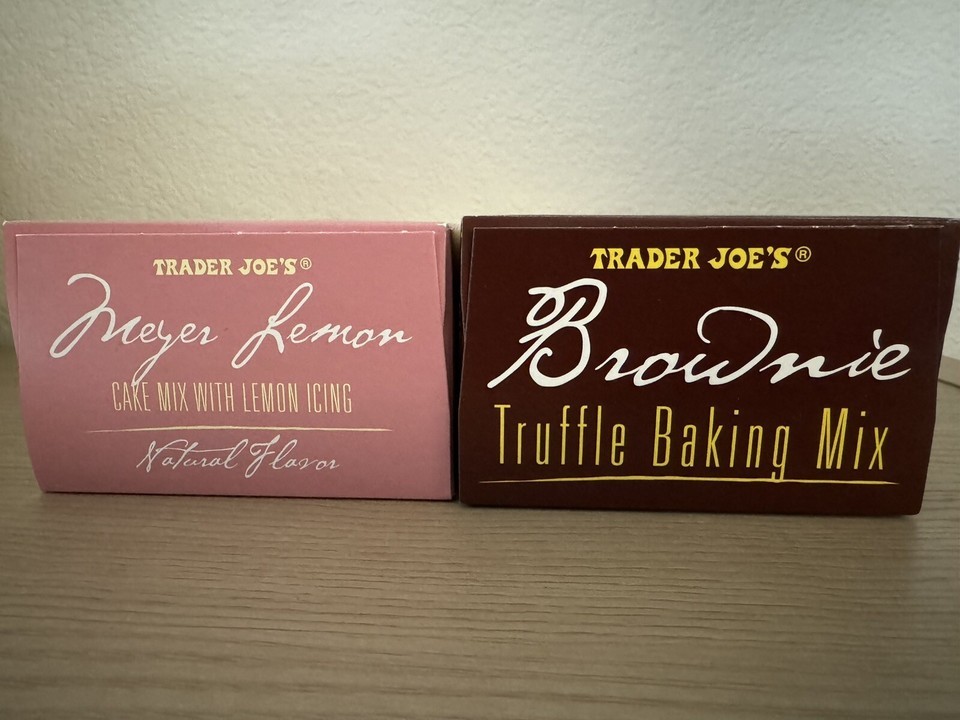 TRADER JOE'S®
Meyer Lemon
CAKE MIX WITH LEMON ICING
Natural Flavor
TRADER JOE'S®
Brownie
Truffle Baking Mix